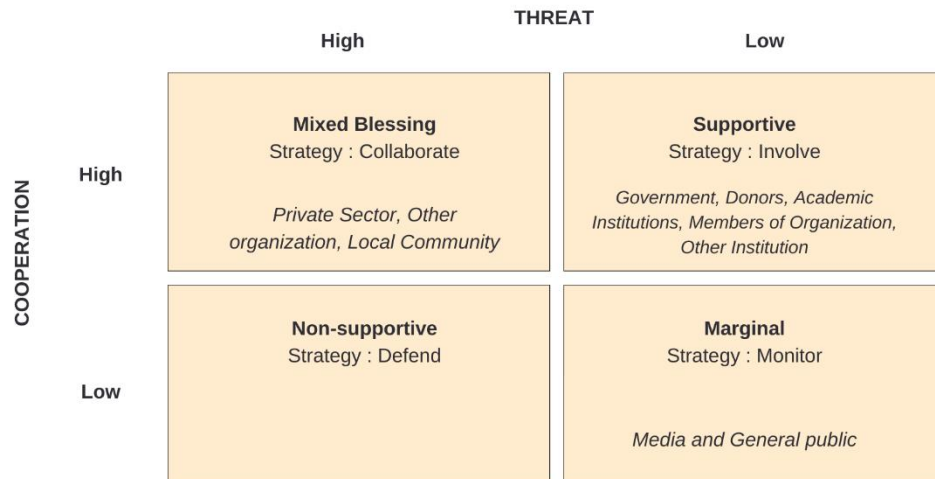 THREAT
High
Low
Mixed Blessing
Strategy : Collaborate
Private Sector, Other
organization, Local Community
Supportive
Strategy : Involve
Government, Donors, Academic
Institutions, Members of Organization,
Other Institution
COOPERATION
High
Non-supportive
Strategy : Defend
Marginal
Strategy : Monitor
Media and General public
Low